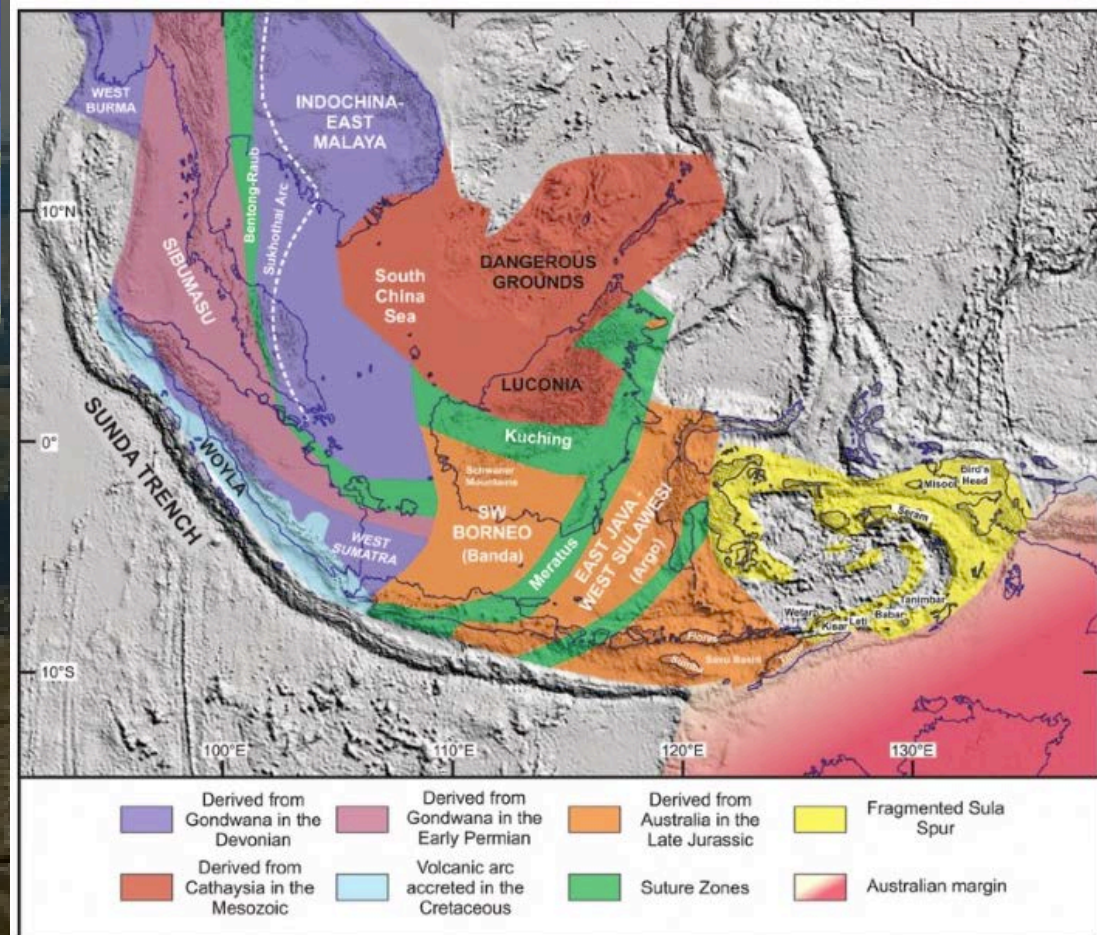 WEST
BURMA
INDOCHINA-
EAST
MALAYA
Bentong-Raub
Sukhothai Arc
10°N
SIBUMASU
South
China
Sea
DANGEROUS
GROUNDS
LUCONIA
SUNDA TRENCH
WOYLA
0°
Kuching
Schwaner
Mountains
SW
BORNEO
(Banda)
WEST
SUMATRA
Meratus
EAST JAVA -
WEST SULAWESI
(Argo)
Bird's
Head
Misool
Seram
Tanimbar
Babar
Wetar
Leti
Kisar
Flores
Sumba
Savu Basin
10°S
100°E
110°E
120°E
130°E
Derived from
Gondwana in the
Devonian
Derived from
Gondwana in the
Early Permian
Derived from
Australia in the
Late Jurassic
Fragmented Sula
Spur
Derived from
Cathaysia in the
Mesozoic
Volcanic arc
accreted in the
Cretaceous
Suture Zones
Australian margin